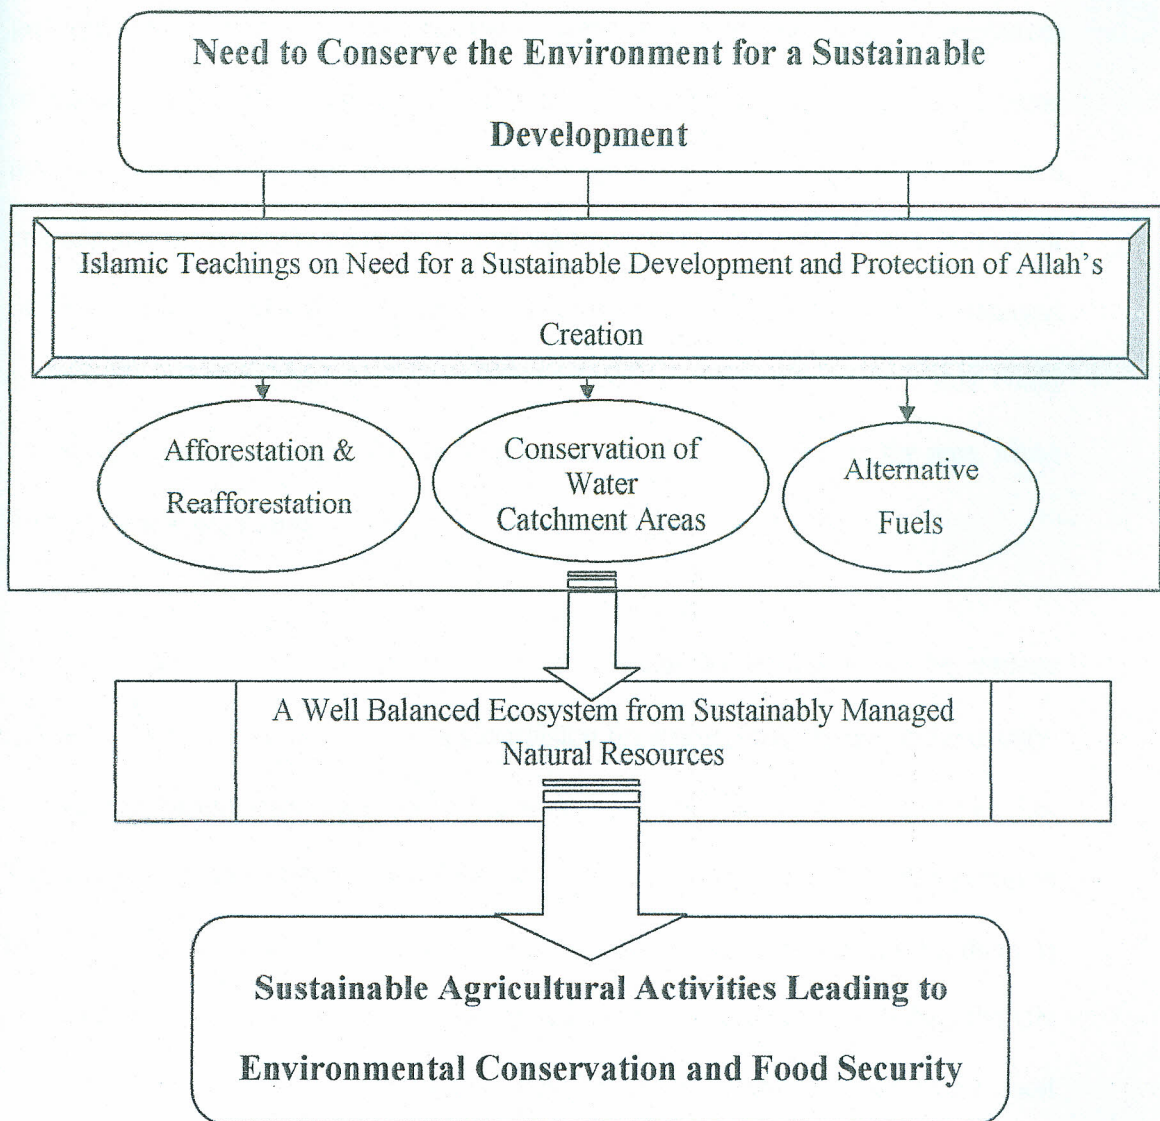 Need to Conserve the Environment for a Sustainable
Development
Islamic Teachings on Need for a Sustainable Development and Protection of Allah's
Creation
Afforestation &
Reafforestation
Conservation of
Water
Catchment Areas
Alternative
Fuels
A Well Balanced Ecosystem from Sustainably Managed
Natural Resources
Sustainable Agricultural Activities Leading to
Environmental Conservation and Food Security